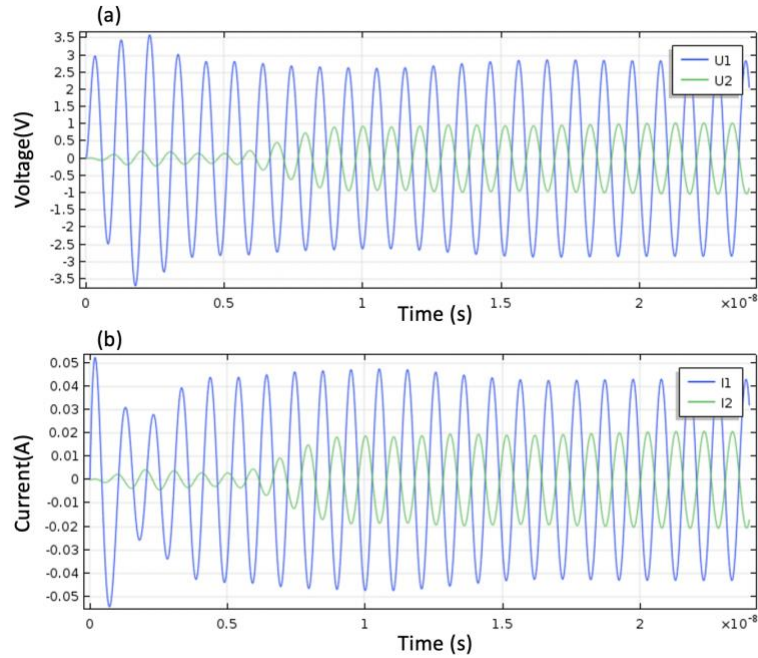 (a)
3.5
3
2.5
2
1.5
1
0.5
0
-0.5
-1
-1.5
-2
-2.5
-3
-3.5
Voltage(V)
U1
U2
0 0.5 1 1.5 2 ×10⁻⁸
Time (s)
(b)
0.05
0.04
0.03
0.02
0.01
0
-0.01
-0.02
-0.03
-0.04
-0.05
Current(A)
I1
I2
0 0.5 1 1.5 2 ×10⁻⁸
Time (s)